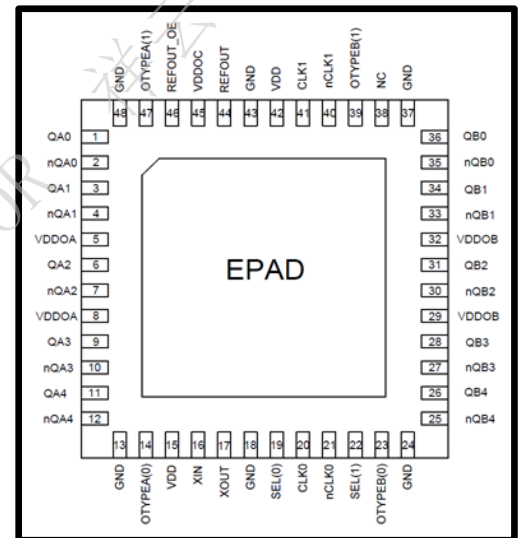 GND OTYPEA(1) REFOUT_OE VDDOC REFOUT GND VDD CLK1 nCLK1 OTYPEB(1) NC GND
48 47 46 45 44 43 42 41 40 39 38 37
QA0 1 36 QB0
nQA0 2 35 nQB0
QA1 3 34 QB1
nQA1 4 33 nQB1
VDDOA 5 32 VDDOB
QA2 6 31 QB2
nQA2 7 30 nQB2
VDDOA 8 29 VDDOB
QA3 9 28 QB3
nQA3 10 27 nQB3
QA4 11 26 QB4
nQA4 12 25 nQB4
EPAD
13 14 15 16 17 18 19 20 21 22 23 24
GND OTYPEA(0) VDD XIN XOUT GND SEL(0) CLK0 nCLK0 SEL(1) OTYPEB(0) GND
祥云
OR